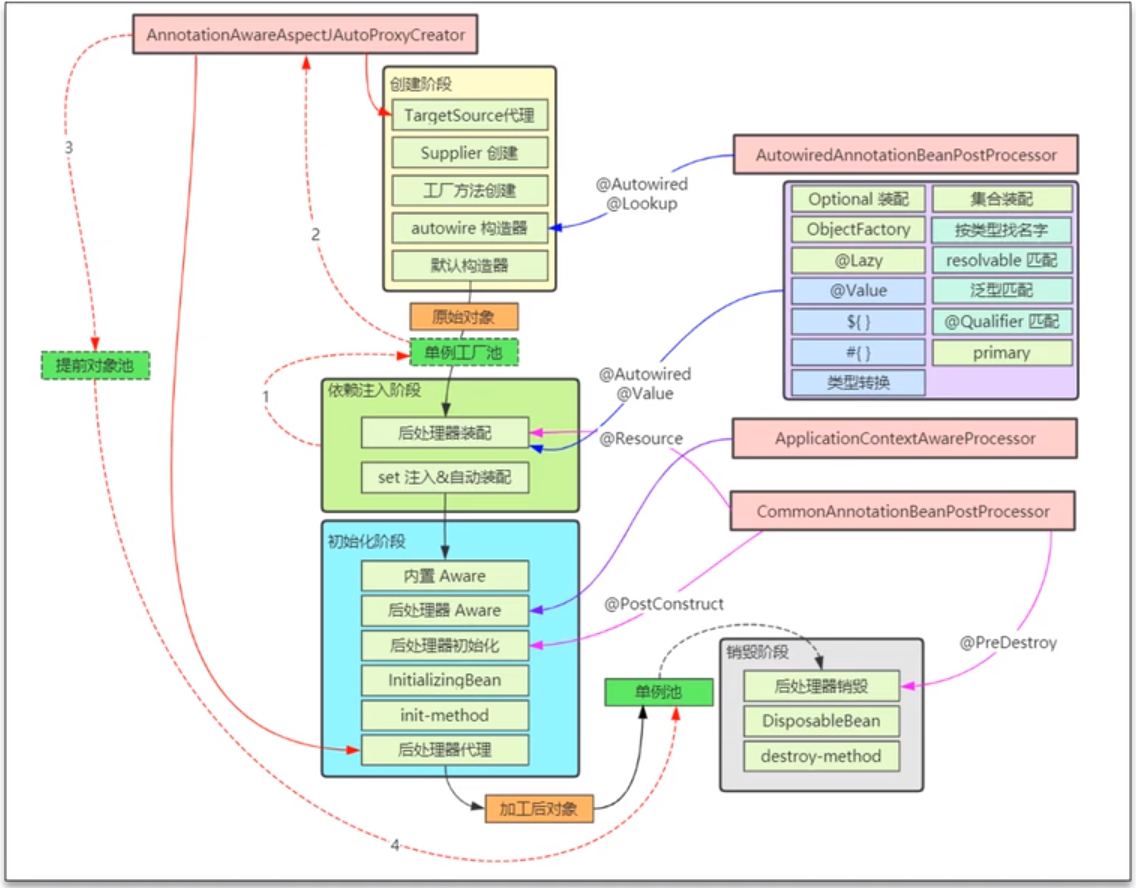 AnnotationAwareAspectJAutoProxyCreator
创建阶段
TargetSource代理
Supplier 创建
工厂方法创建
autowire 构造器
默认构造器
3
2
@Autowired
@Lookup
AutowiredAnnotationBeanPostProcessor
Optional 装配
集合装配
ObjectFactory
按类型找名字
@Lazy
resolvable 匹配
@Value
泛型匹配
${ }
@Qualifier 匹配
#{ }
primary
类型转换
原始对象
单例工厂池
提前对象池
1
依赖注入阶段
后处理器装配
set 注入&自动装配
@Autowired
@Value
@Resource
ApplicationContextAwareProcessor
CommonAnnotationBeanPostProcessor
初始化阶段
内置 Aware
后处理器 Aware
后处理器初始化
InitializingBean
init-method
后处理器代理
@PostConstruct
@PreDestroy
单例池
销毁阶段
后处理器销毁
DisposableBean
destroy-method
加工后对象
4